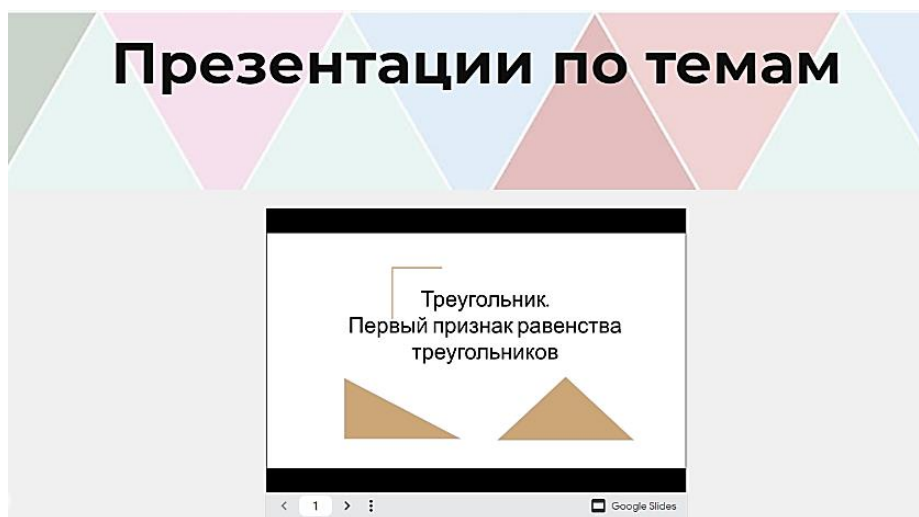 Презентации по темам
Треугольник.
Первый признак равенства
треугольников
1
Google Slides